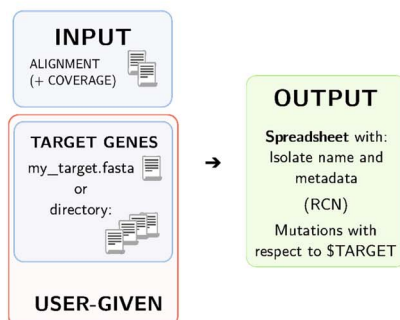 INPUT
ALIGNMENT
(+ COVERAGE)
TARGET GENES
my_target.fasta
or
directory:
USER-GIVEN
➔
OUTPUT
Spreadsheet with:
Isolate name and
metadata
(RCN)
Mutations with
respect to $TARGET